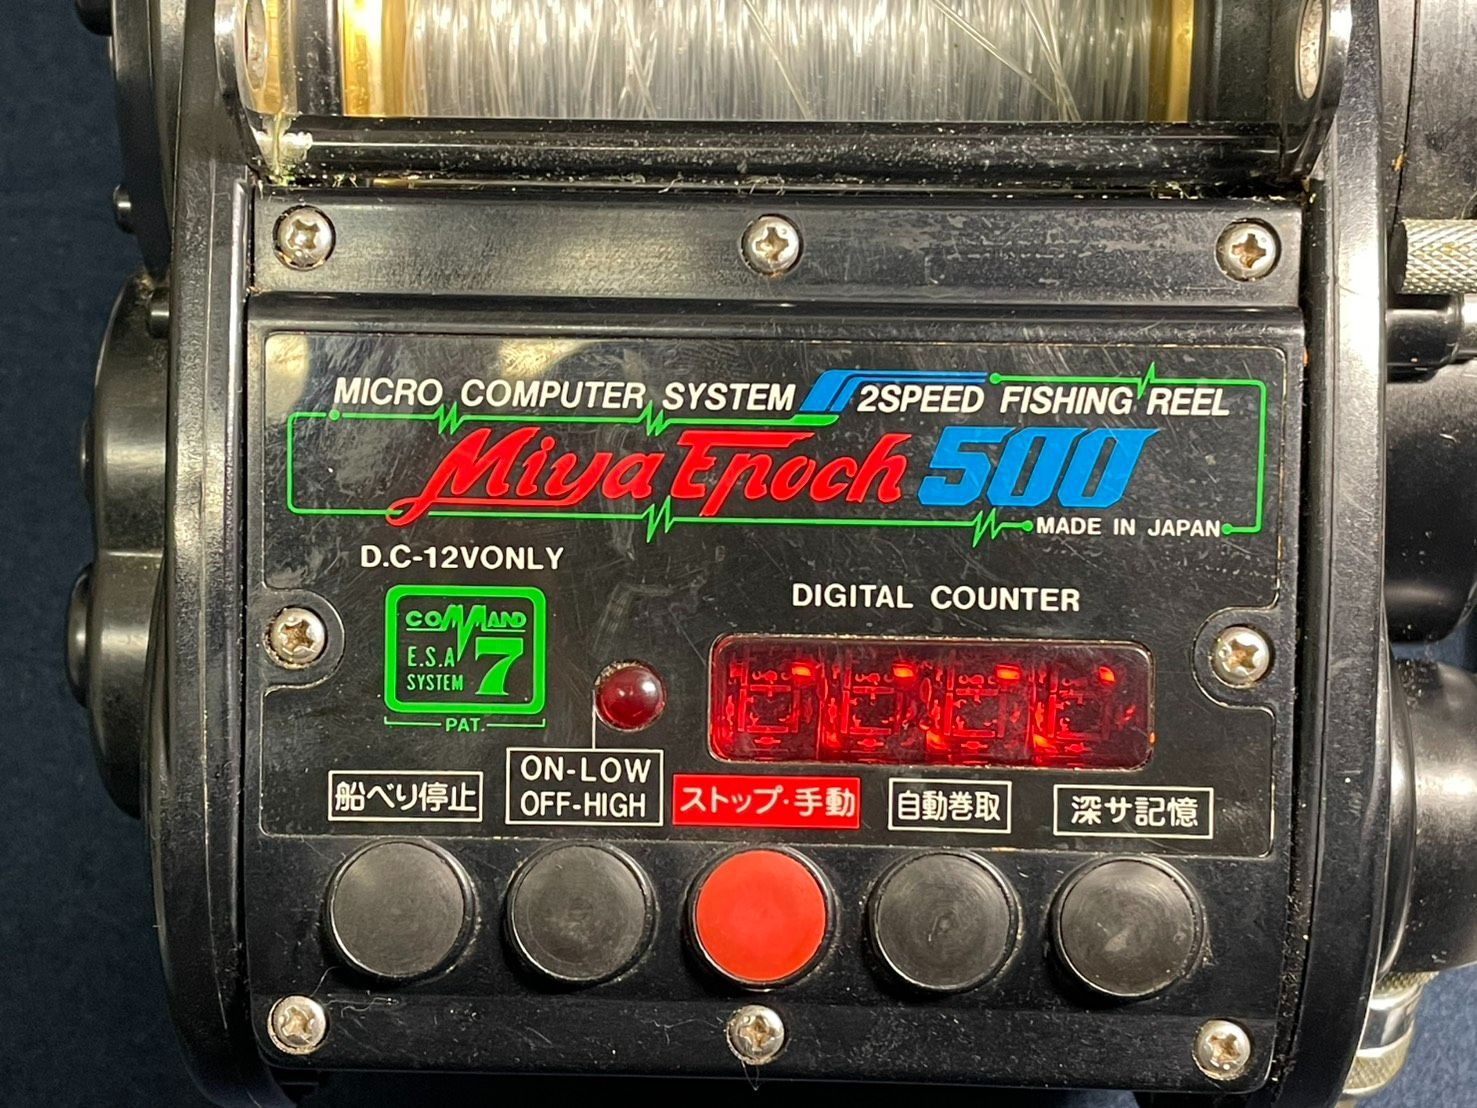 MICRO COMPUTER SYSTEM 2SPEED FISHING REEL
Miya Epoch 500
MADE IN JAPAN
D.C-12VONLY
DIGITAL COUNTER
COMMAND
E.S.A
SYSTEM 7
PAT.
船べり停止
ON-LOW
OFF-HIGH
ストップ・手動
自動巻取
深サ記憶